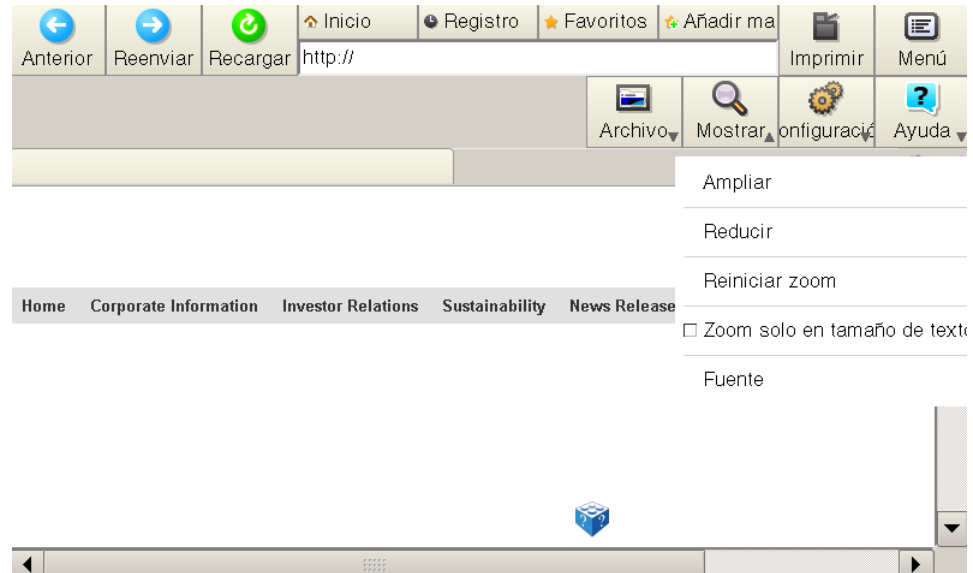 Inicio Registro Favoritos Añadir ma
Anterior Reenviar Recargar http:// Imprimir Menú
Archivo Mostrar onfiguració Ayuda
Ampliar
Reducir
Reiniciar zoom
Home Corporate Information Investor Relations Sustainability News Release
Zoom solo en tamaño de texto
Fuente
? ?